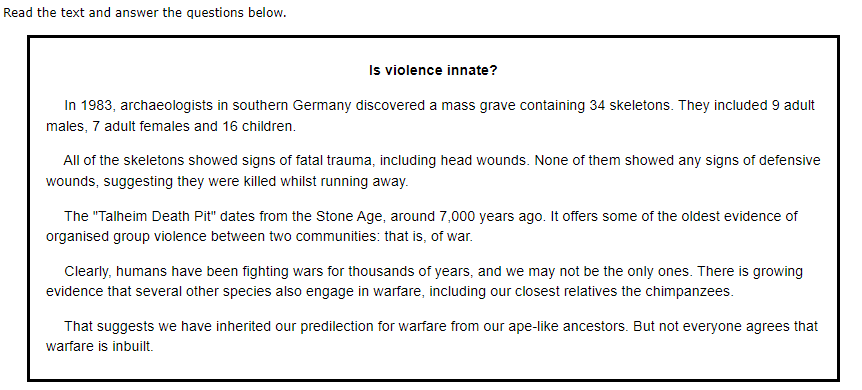 Read the text and answer the questions below.
Is violence innate?
In 1983, archaeologists in southern Germany discovered a mass grave containing 34 skeletons. They included 9 adult
males, 7 adult females and 16 children.
All of the skeletons showed signs of fatal trauma, including head wounds. None of them showed any signs of defensive
wounds, suggesting they were killed whilst running away.
The "Talheim Death Pit" dates from the Stone Age, around 7,000 years ago. It offers some of the oldest evidence of
organised group violence between two communities: that is, of war.
Clearly, humans have been fighting wars for thousands of years, and we may not be the only ones. There is growing
evidence that several other species also engage in warfare, including our closest relatives the chimpanzees.
That suggests we have inherited our predilection for warfare from our ape-like ancestors. But not everyone agrees that
warfare is inbuilt.